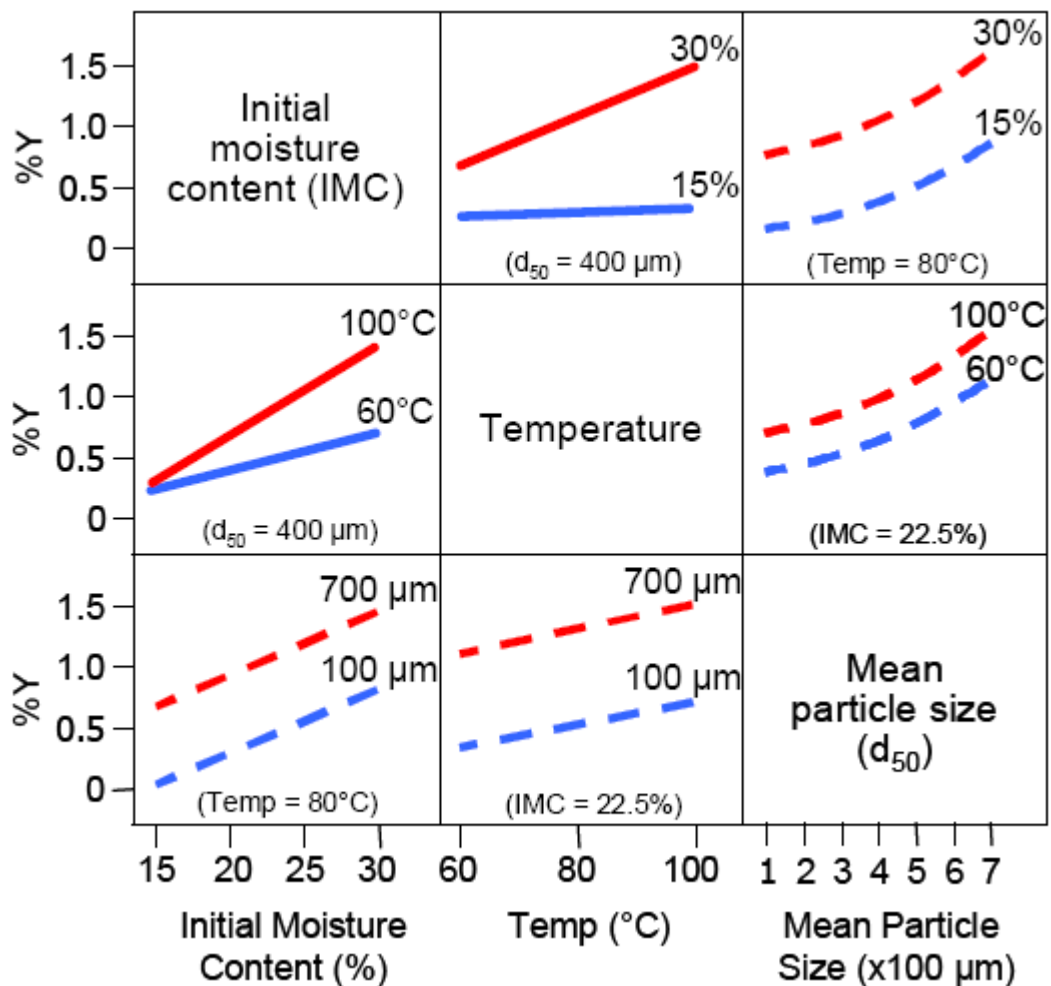 %Y
1.5
1.0
0.5
0
Initial
moisture
content (IMC)
30%
15%
(d50 = 400 µm)
30%
15%
(Temp = 80°C)
%Y
1.5
1.0
0.5
0
100°C
60°C
(d50 = 400 µm)
Temperature
100°C
60°C
(IMC = 22.5%)
%Y
1.5
1.0
0.5
0
700 µm
100 µm
(Temp = 80°C)
700 µm
100 µm
(IMC = 22.5%)
Mean
particle size
(d50)
15 20 25 30
60 80 100
1 2 3 4 5 6 7
Initial Moisture
Content (%)
Temp (°C)
Mean Particle
Size (x100 µm)